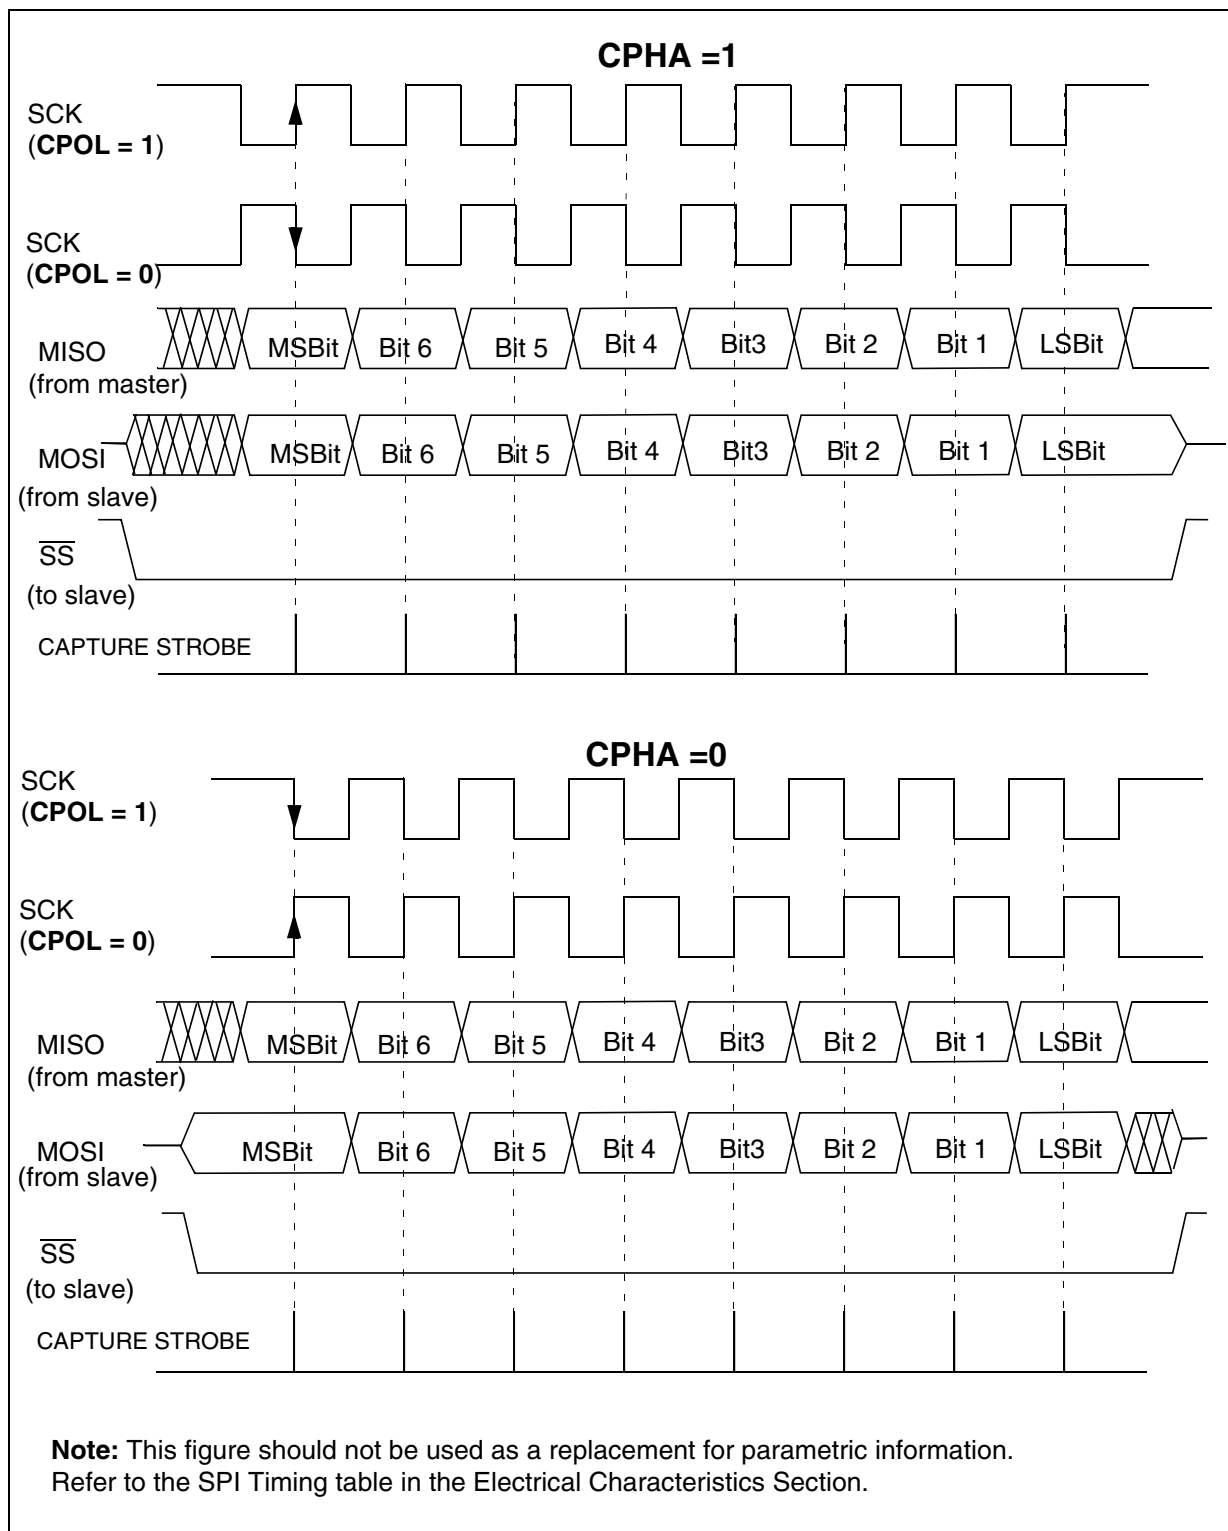 CPHA =1
SCK
(CPOL = 1)
SCK
(CPOL = 0)
MISO
(from master)
MSBit Bit 6 Bit 5 Bit 4 Bit3 Bit 2 Bit 1 LSBit
MOSI
(from slave)
MSBit Bit 6 Bit 5 Bit 4 Bit3 Bit 2 Bit 1 LSBit
SS
(to slave)
CAPTURE STROBE
CPHA =0
SCK
(CPOL = 1)
SCK
(CPOL = 0)
MISO
(from master)
MSBit Bit 6 Bit 5 Bit 4 Bit3 Bit 2 Bit 1 LSBit
MOSI
(from slave)
MSBit Bit 6 Bit 5 Bit 4 Bit3 Bit 2 Bit 1 LSBit
SS
(to slave)
CAPTURE STROBE
Note: This figure should not be used as a replacement for parametric information.
Refer to the SPI Timing table in the Electrical Characteristics Section.